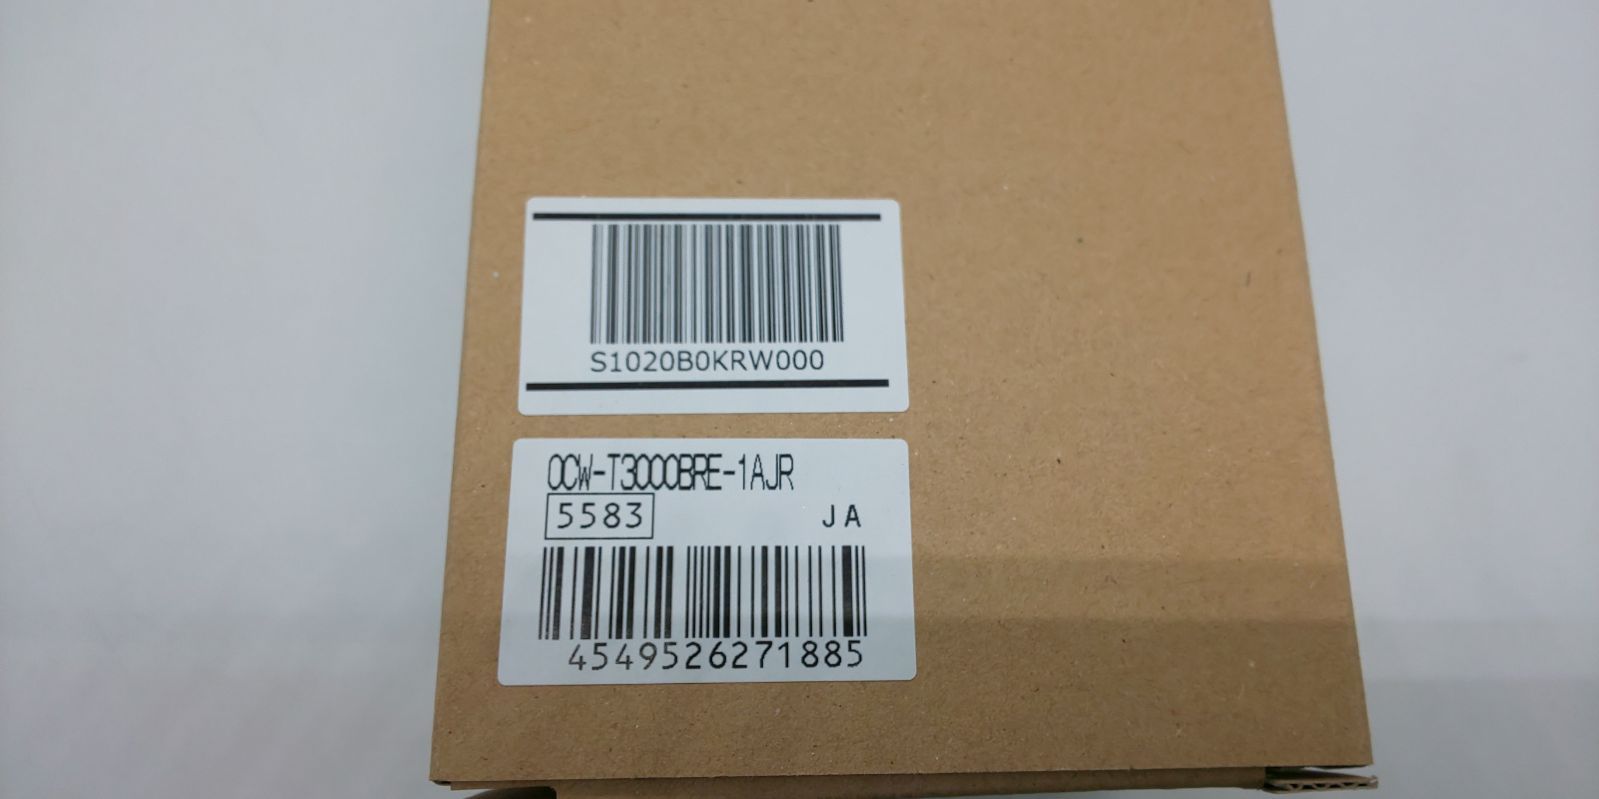 S1020B0KRW000
OCW-T3000BRE-1AJR
5583 JA
4549526271885